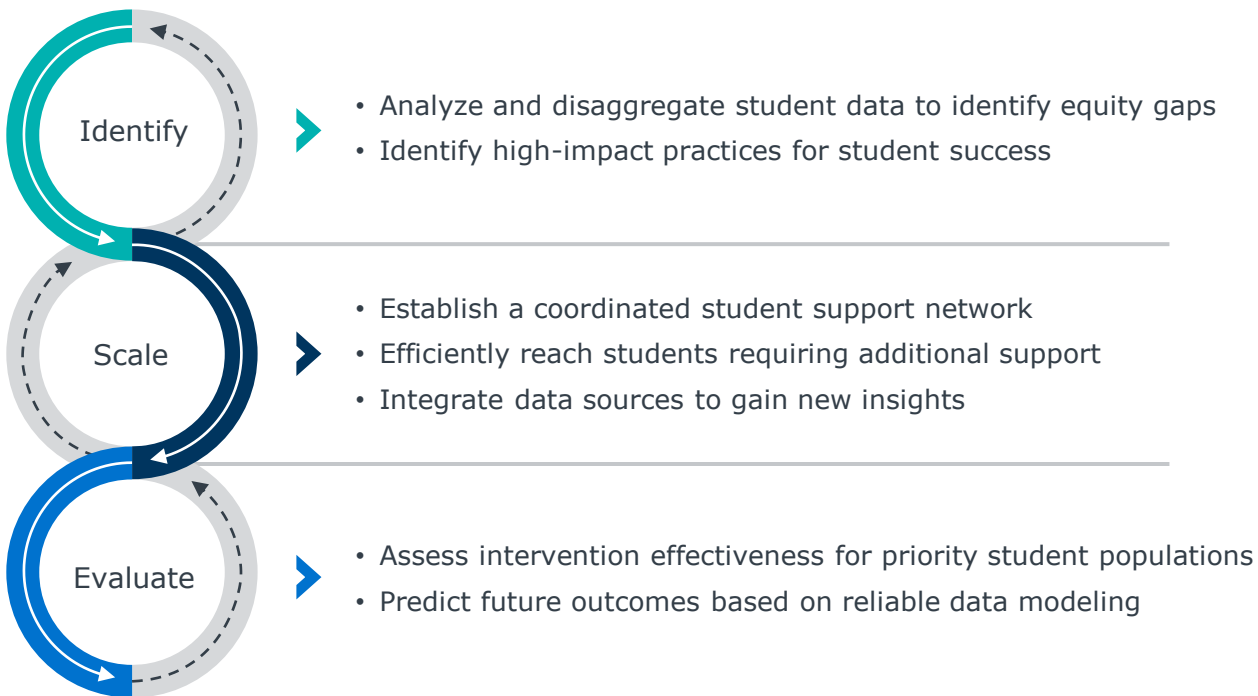 Identify
• Analyze and disaggregate student data to identify equity gaps
• Identify high-impact practices for student success
Scale
• Establish a coordinated student support network
• Efficiently reach students requiring additional support
• Integrate data sources to gain new insights
Evaluate
• Assess intervention effectiveness for priority student populations
• Predict future outcomes based on reliable data modeling